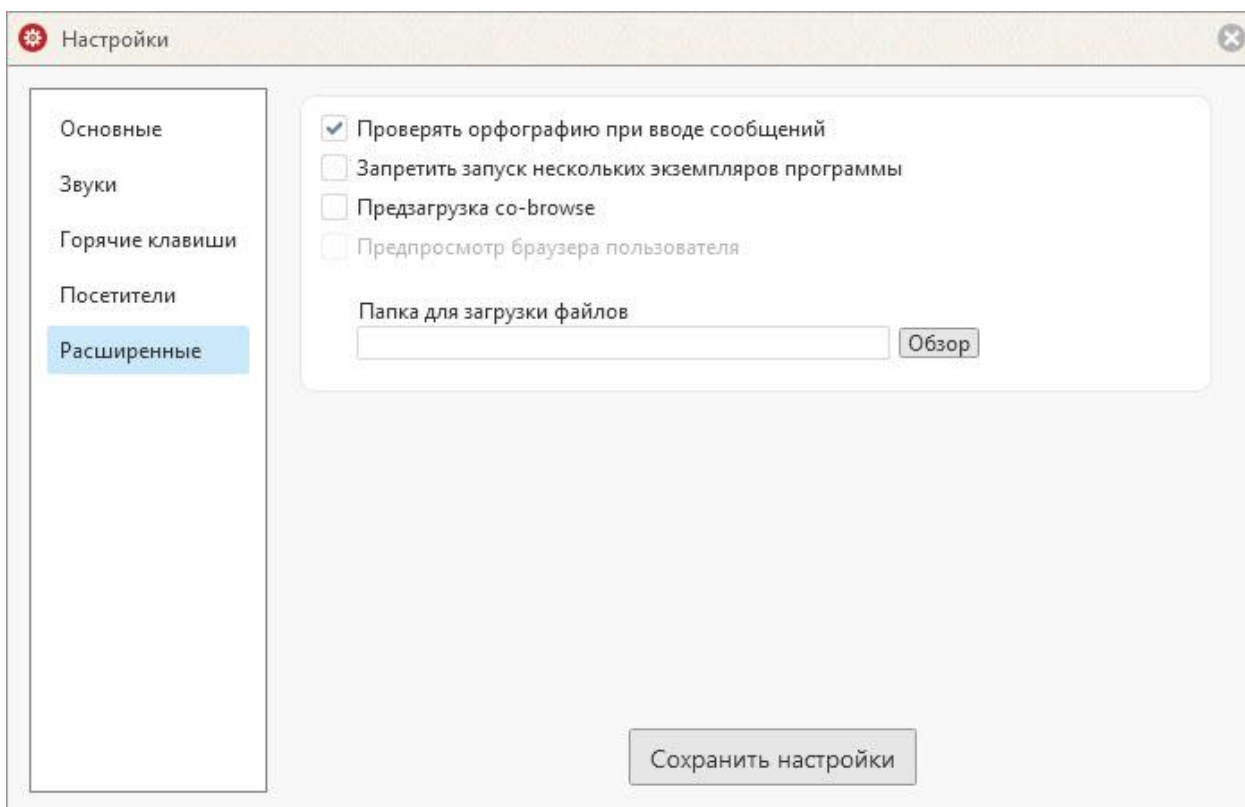 Настройки
Основные
Звуки
Горячие клавиши
Посетители
Расширенные
Проверять орфографию при вводе сообщений
Запретить запуск нескольких экземпляров программы
Предзагрузка co-browse
Предпросмотр браузера пользователя
Папка для загрузки файлов
Обзор
Сохранить настройки